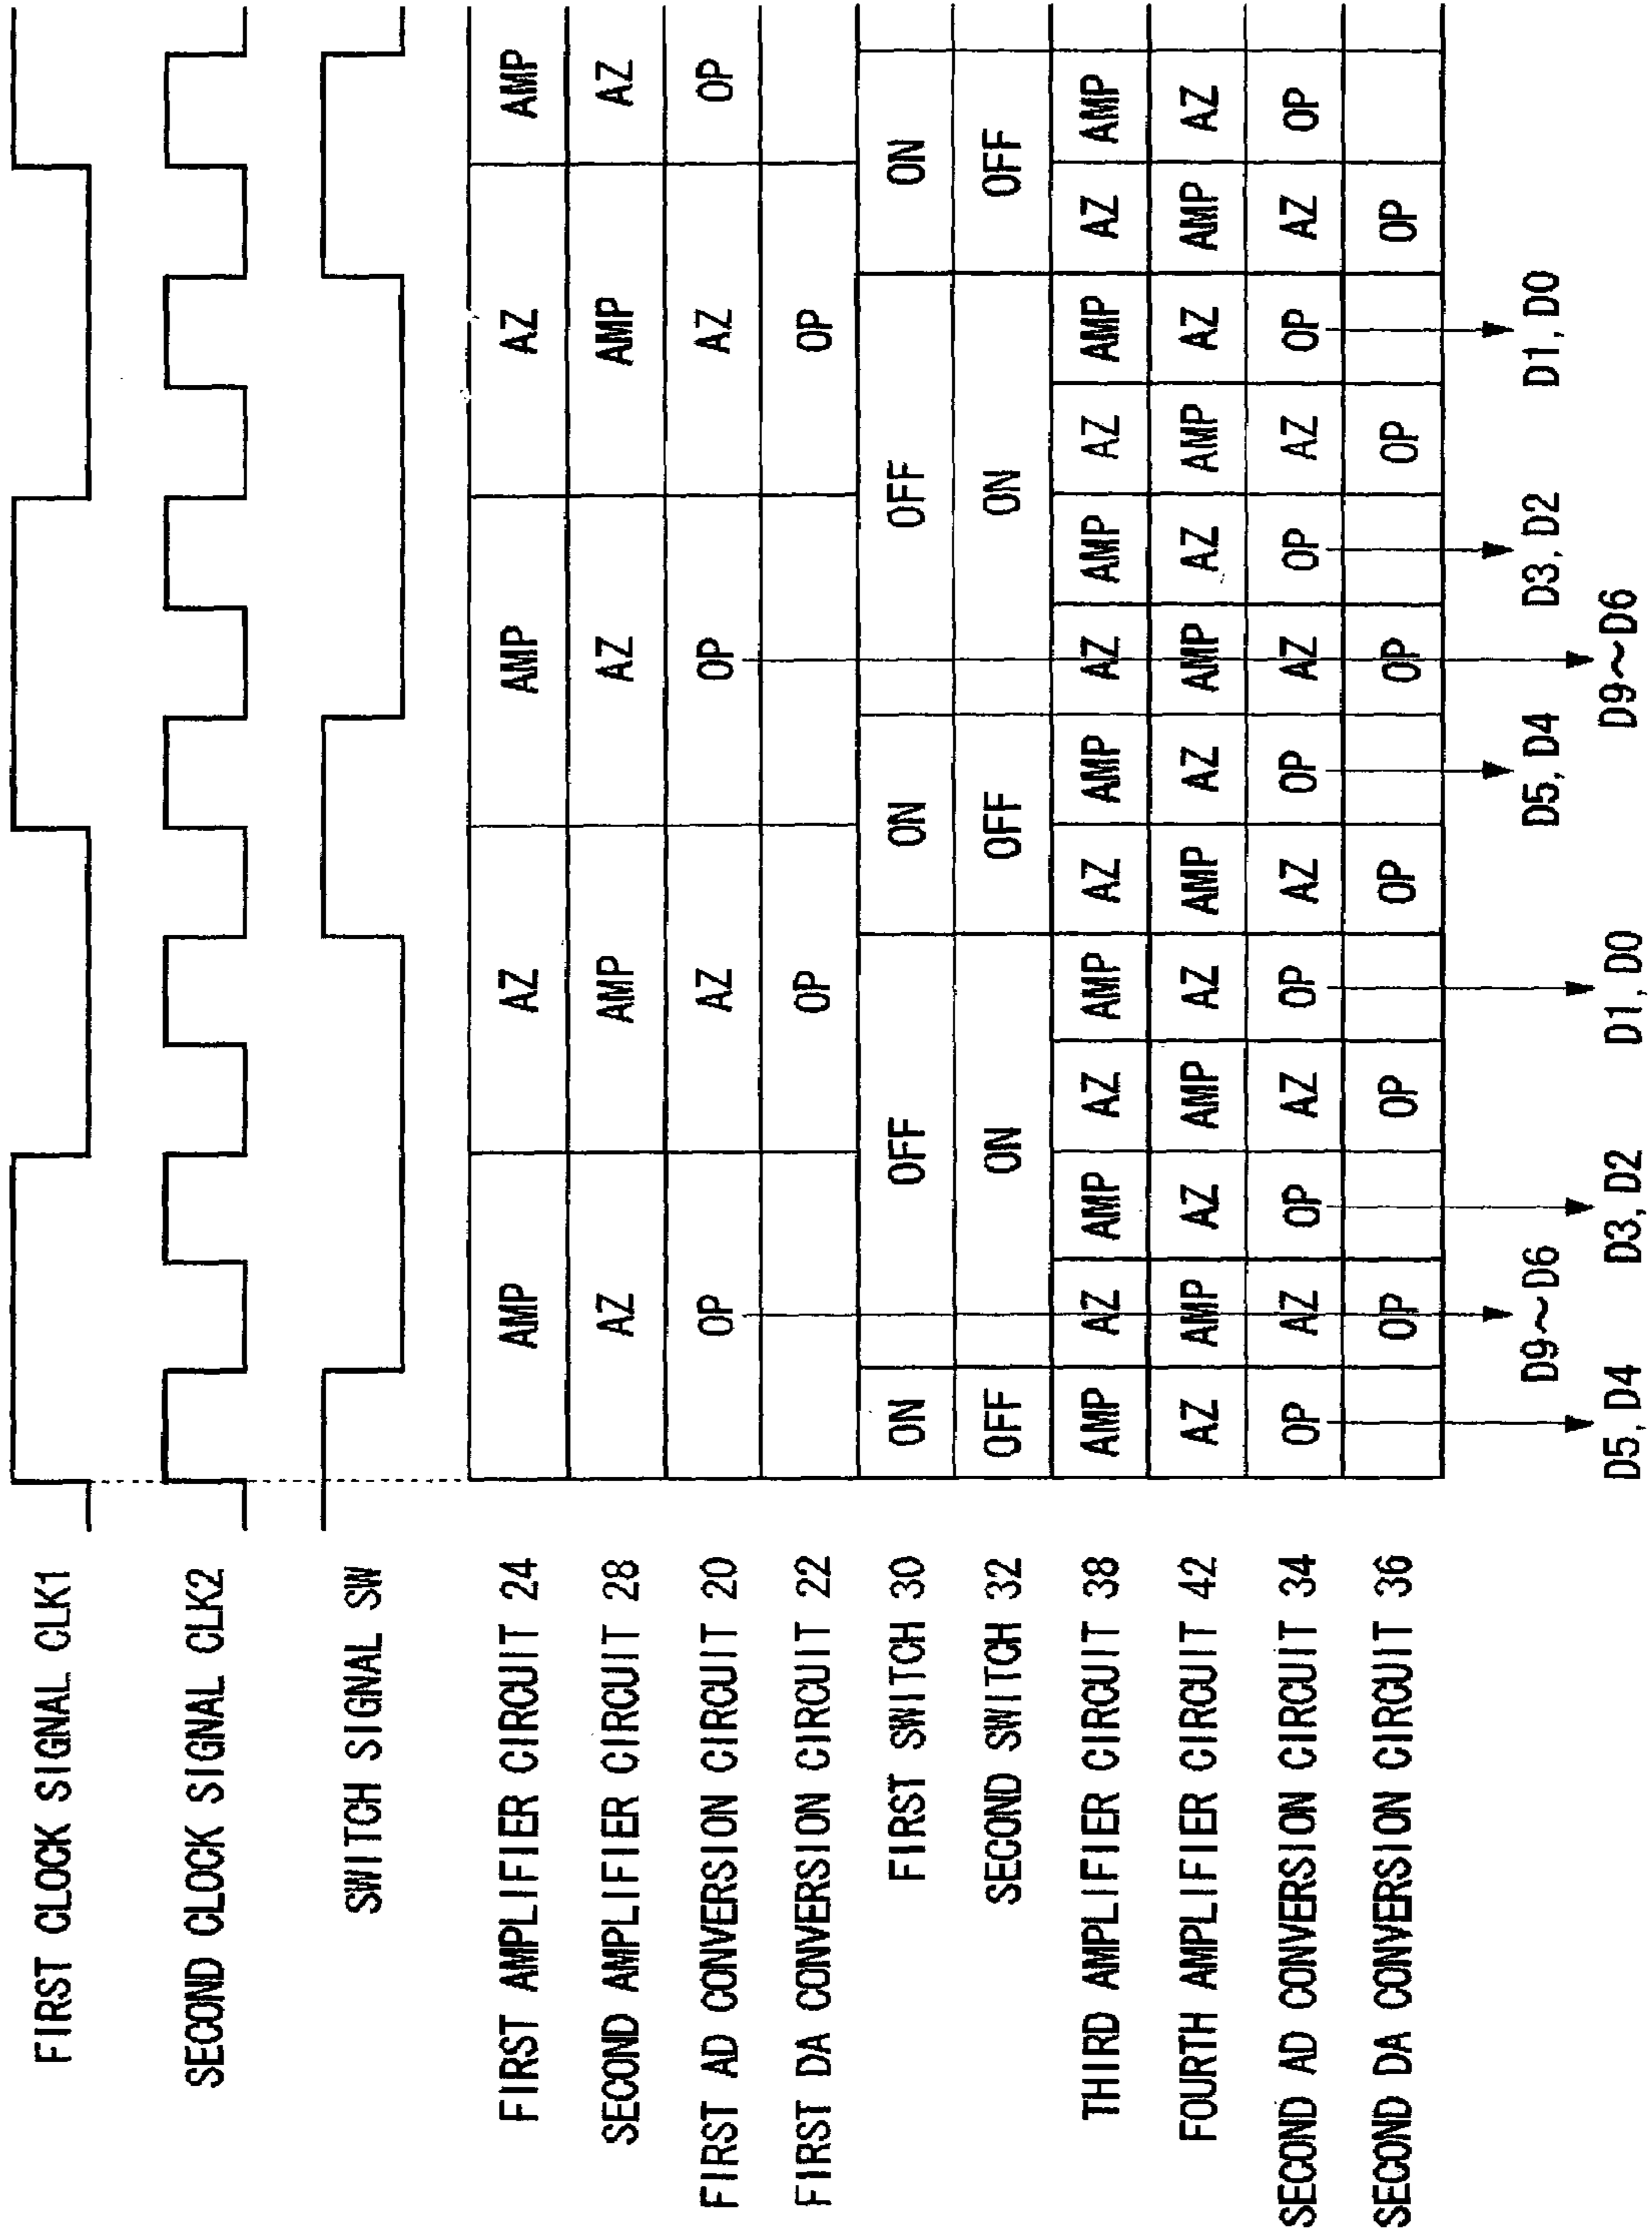 FIRST CLOCK SIGNAL CLK1
SECOND CLOCK SIGNAL CLK2
SWITCH SIGNAL SW
FIRST AMPLIFIER CIRCUIT 24 AMP AZ AMP AZ AMP
SECOND AMPLIFIER CIRCUIT 28 AZ AMP AZ AMP AZ
FIRST AD CONVERSION CIRCUIT 20 OP AZ OP AZ OP
FIRST DA CONVERSION CIRCUIT 22 OP OP
FIRST SWITCH 30 ON OFF ON OFF ON
SECOND SWITCH 32 OFF ON OFF ON OFF
THIRD AMPLIFIER CIRCUIT 38 AMP AZ AMP AZ AMP AZ AMP AZ AMP AZ AMP AZ AMP
FOURTH AMPLIFIER CIRCUIT 42 AZ AMP AZ AMP AZ AMP AZ AMP AZ AMP AZ AMP AZ
SECOND AD CONVERSION CIRCUIT 34 OP AZ OP AZ OP AZ OP AZ OP AZ OP AZ OP
SECOND DA CONVERSION CIRCUIT 36 OP OP OP OP OP OP
D9~D6 D5, D4 D3, D2 D1, D0
D5, D4 D3, D2 D1, D0 D9~D6